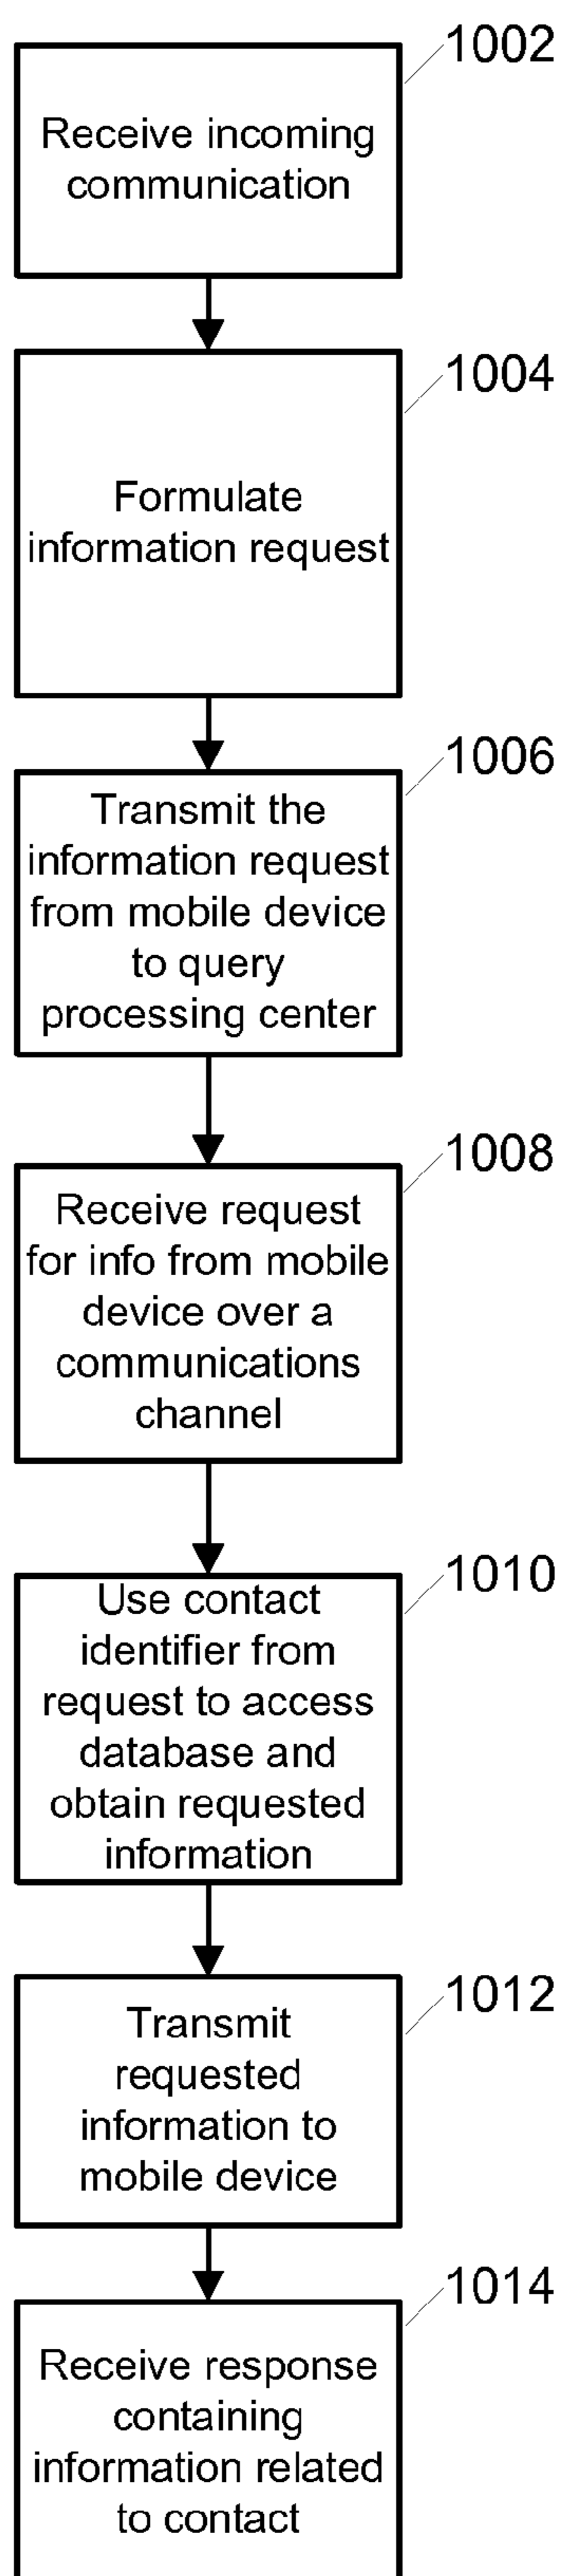 1002
Receive incoming
communication
1004
Formulate
information request
1006
Transmit the
information request
from mobile device
to query
processing center
1008
Receive request
for info from mobile
device over a
communications
channel
1010
Use contact
identifier from
request to access
database and
obtain requested
information
1012
Transmit
requested
information to
mobile device
1014
Receive response
containing
information related
to contact